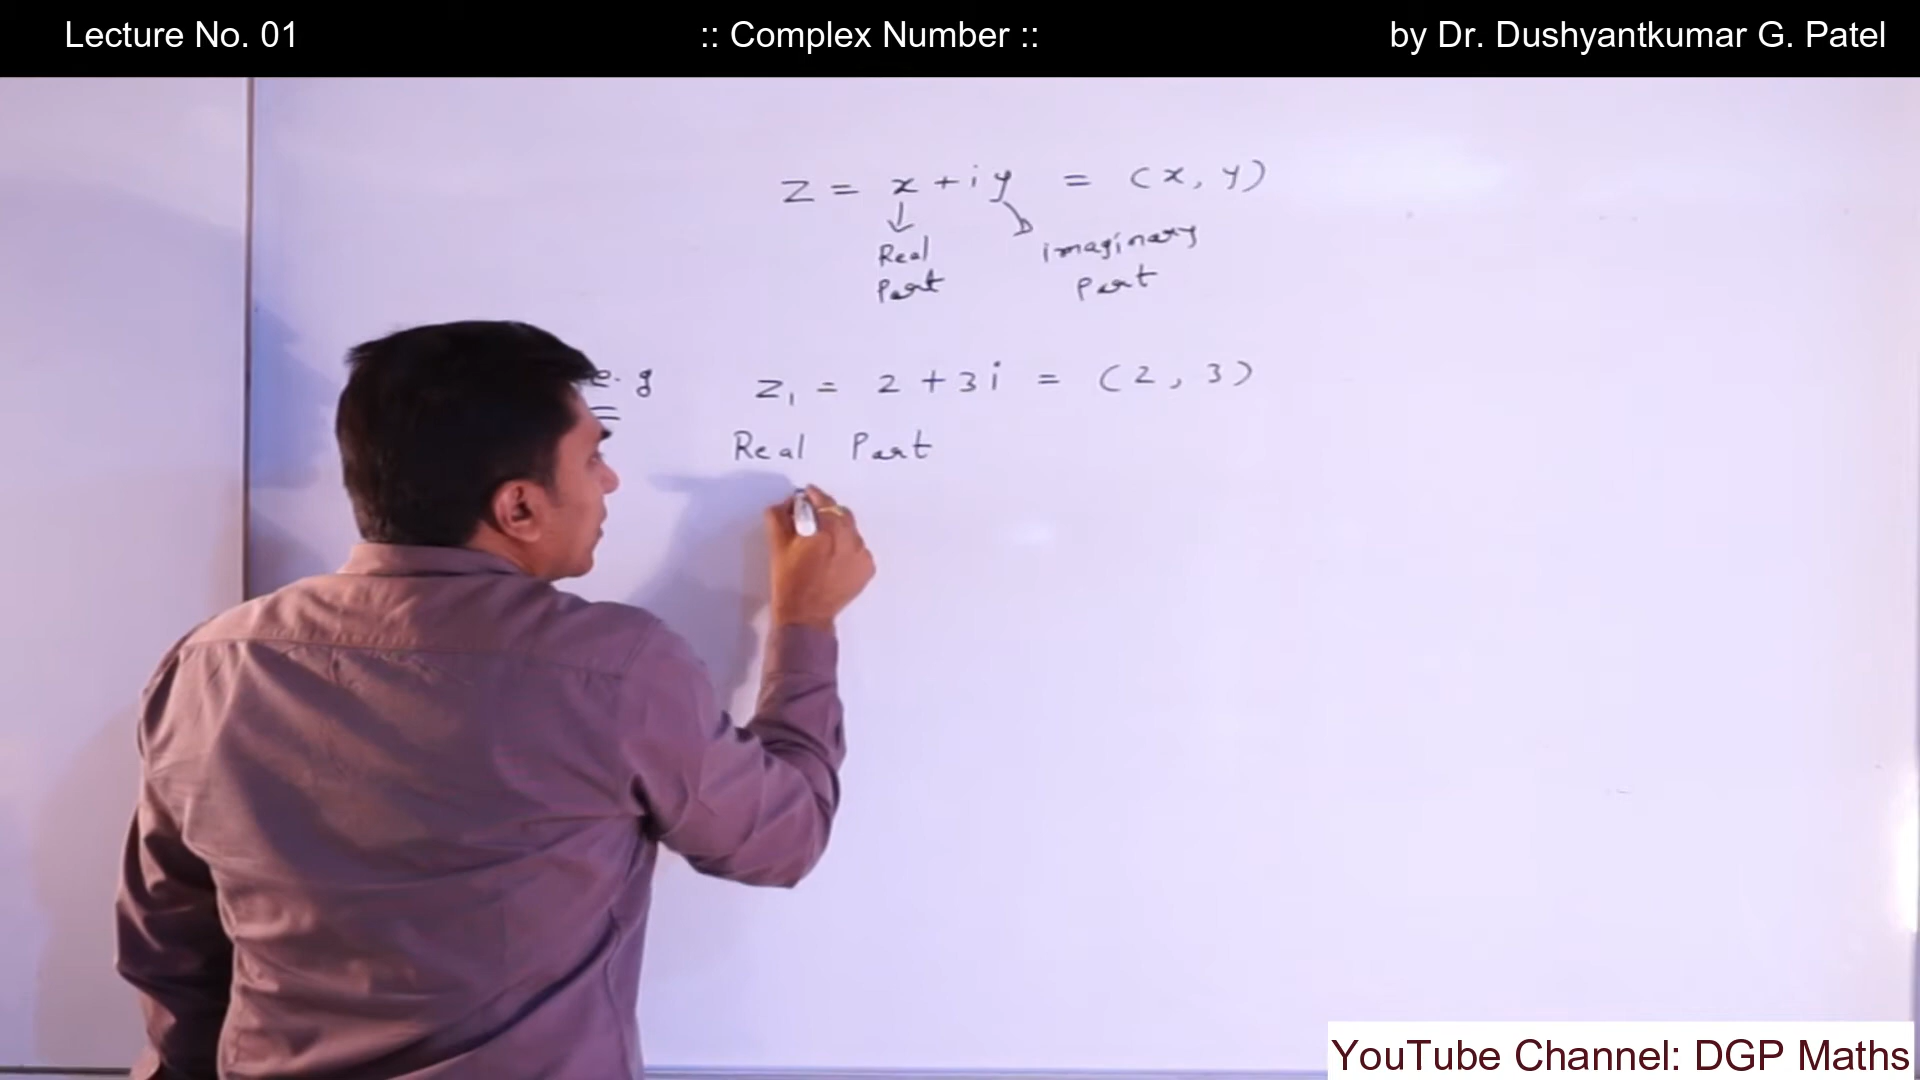 Lecture No. 01 :: Complex Number :: by Dr. Dushyantkumar G. Patel
z = x + iy = (x, y)
Real imaginary
Part Part
e.g z₁ = 2 + 3i = (2, 3)
Real Part
YouTube Channel: DGP Maths